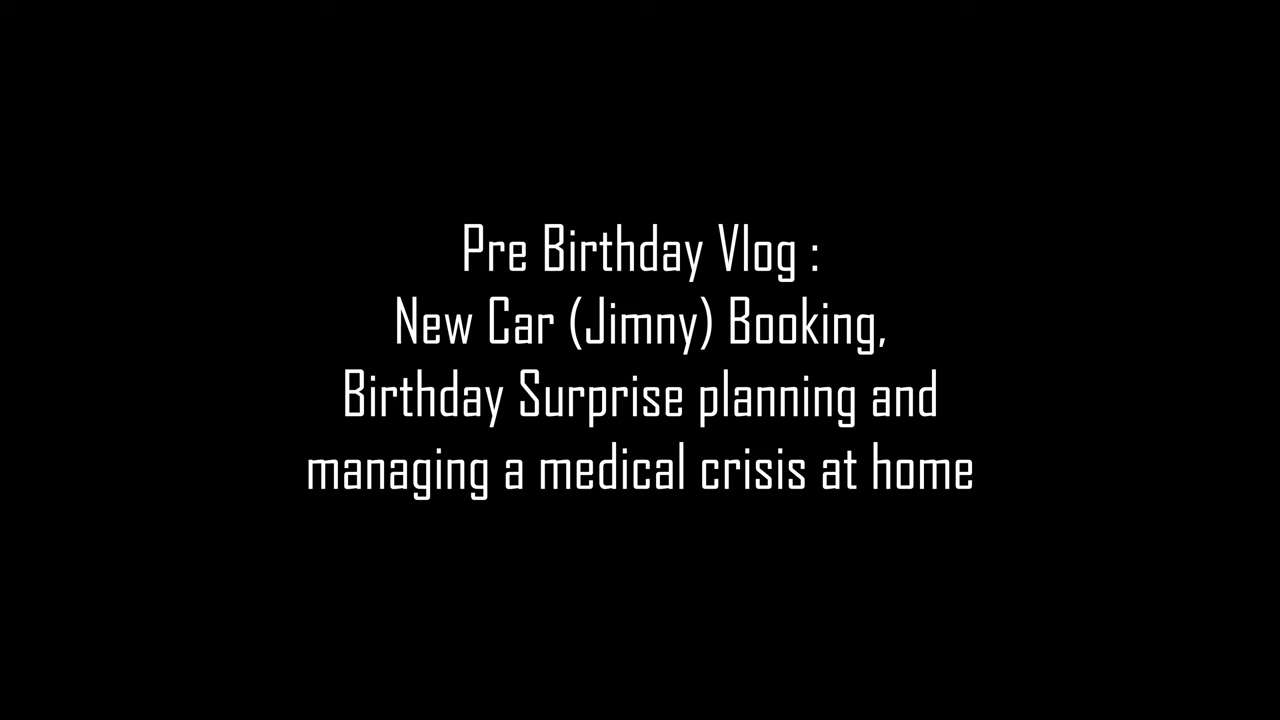 Pre Birthday Vlog :
New Car (Jimny) Booking,
Birthday Surprise planning and
managing a medical crisis at home